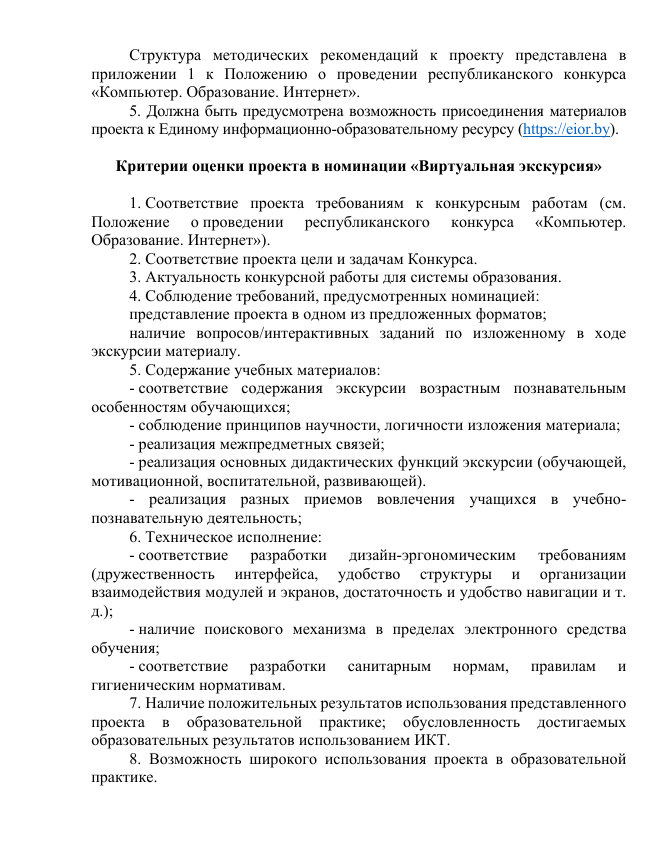 Структура методических рекомендаций к проекту представлена в
приложении 1 к Положению о проведении республиканского конкурса
«Компьютер. Образование. Интернет».
5. Должна быть предусмотрена возможность присоединения материалов
проекта к Единому информационно-образовательному ресурсу (https://eior.by).
Критерии оценки проекта в номинации «Виртуальная экскурсия»
1. Соответствие проекта требованиям к конкурсным работам (см.
Положение о проведении республиканского конкурса «Компьютер.
Образование. Интернет»).
2. Соответствие проекта цели и задачам Конкурса.
3. Актуальность конкурсной работы для системы образования.
4. Соблюдение требований, предусмотренных номинацией:
представление проекта в одном из предложенных форматов;
наличие вопросов/интерактивных заданий по изложенному в ходе
экскурсии материалу.
5. Содержание учебных материалов:
- соответствие содержания экскурсии возрастным познавательным
особенностям обучающихся;
- соблюдение принципов научности, логичности изложения материала;
- реализация межпредметных связей;
- реализация основных дидактических функций экскурсии (обучающей,
мотивационной, воспитательной, развивающей).
- реализация разных приемов вовлечения учащихся в учебно-
познавательную деятельность;
6. Техническое исполнение:
- соответствие разработки дизайн-эргономическим требованиям
(дружественность интерфейса, удобство структуры и организации
взаимодействия модулей и экранов, достаточность и удобство навигации и т.
д.);
- наличие поискового механизма в пределах электронного средства
обучения;
- соответствие разработки санитарным нормам, правилам и
гигиеническим нормативам.
7. Наличие положительных результатов использования представленного
проекта в образовательной практике; обусловленность достигаемых
образовательных результатов использованием ИКТ.
8. Возможность широкого использования проекта в образовательной
практике.